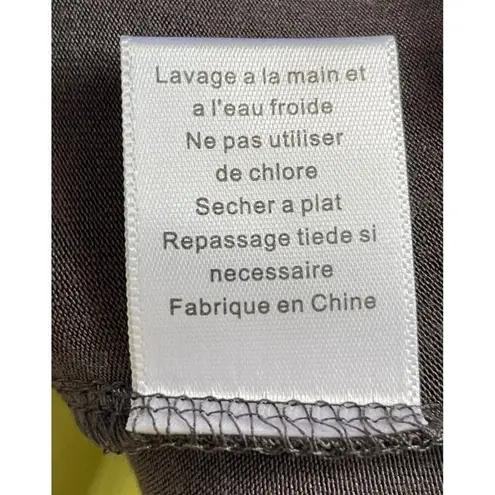 Lavage a la main et
a l'eau froide
Ne pas utiliser
de chlore
Secher a plat
Repassage tiede si
necessaire
Fabrique en Chine